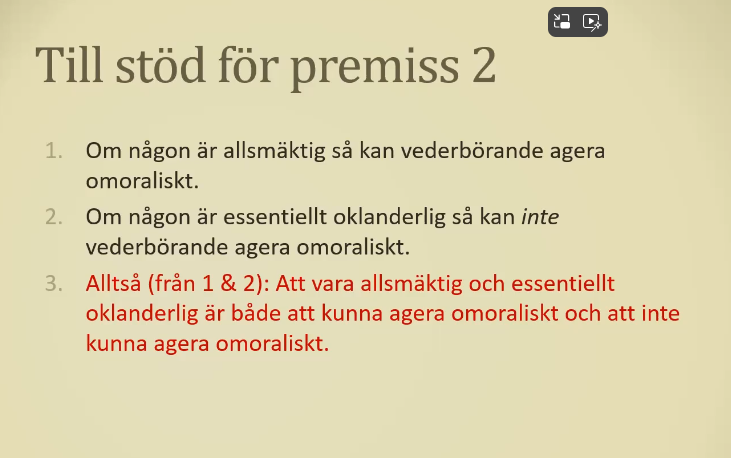 Till stöd för premiss 2
1. Om någon är allsmäktig så kan vederbörande agera
omoraliskt.
2. Om någon är essentiellt oklanderlig så kan inte
vederbörande agera omoraliskt.
3. Alltså (från 1 & 2): Att vara allsmäktig och essentiellt
oklanderlig är både att kunna agera omoraliskt och att inte
kunna agera omoraliskt.